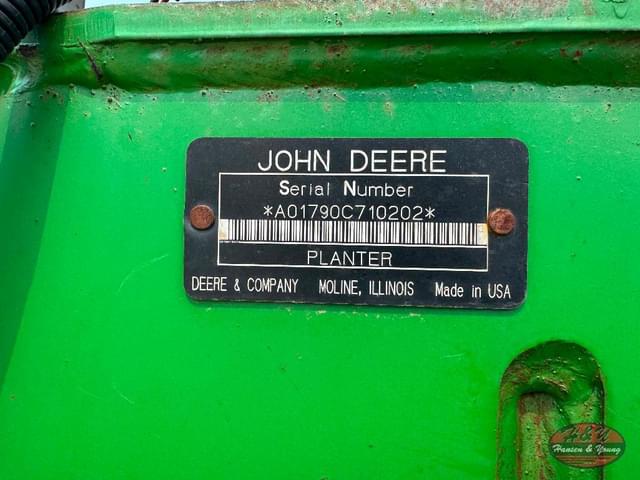 JOHN DEERE
Serial Number
*A01790C710202*
PLANTER
DEERE & COMPANY MOLINE, ILLINOIS Made in USA
H&Y
Hansen & Young